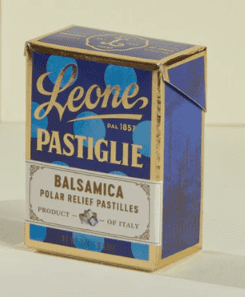 Leone
DAL 1857
PASTIGLIE
BALSAMICA
POLAR RELIEF PASTILLES
PRODUCT — OF ITALY